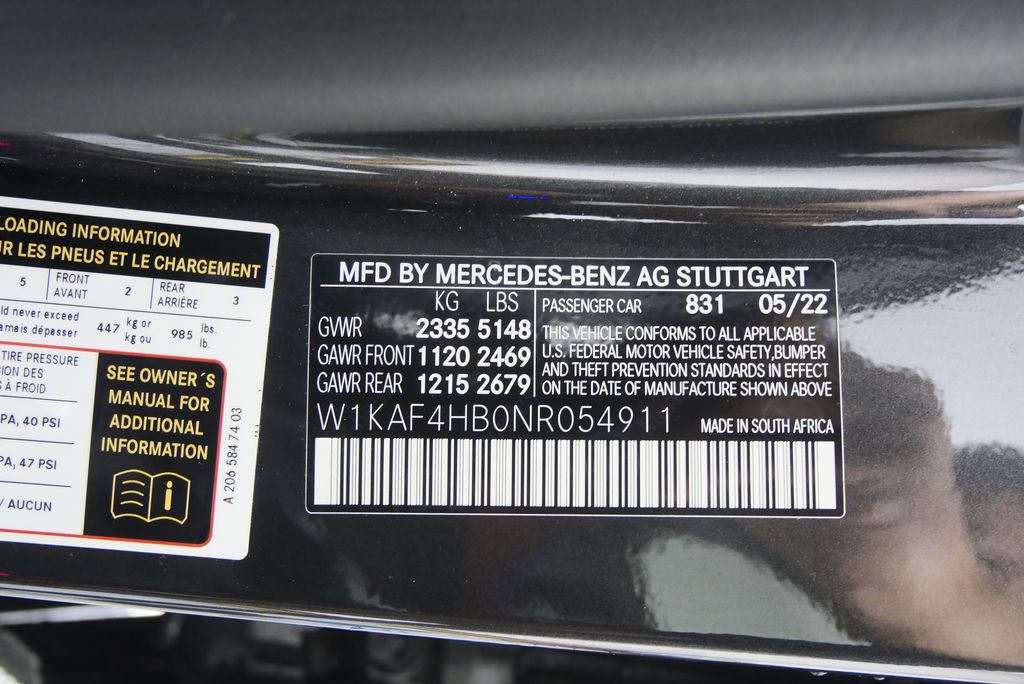 LOADING INFORMATION
R LES PNEUS ET LE CHARGEMENT
5 FRONT AVANT 2 REAR ARRIÈRE 3
never exceed
dépasser 447 kg or kg ou 985 lbs. lb.
TIRE PRESSURE
DES
À FROID
PA, 40 PSI
PA, 47 PSI
/ AUCUN
SEE OWNER´S
MANUAL FOR
ADDITIONAL
INFORMATION
i
A 206 584 74 03
MFD BY MERCEDES-BENZ AG STUTTGART
KG LBS
GVWR 2335 5148
GAWR FRONT 1120 2469
GAWR REAR 1215 2679
PASSENGER CAR 831 05/22
THIS VEHICLE CONFORMS TO ALL APPLICABLE
U.S. FEDERAL MOTOR VEHICLE SAFETY,BUMPER
AND THEFT PREVENTION STANDARDS IN EFFECT
ON THE DATE OF MANUFACTURE SHOWN ABOVE
W1KAF4HB0NR054911 MADE IN SOUTH AFRICA